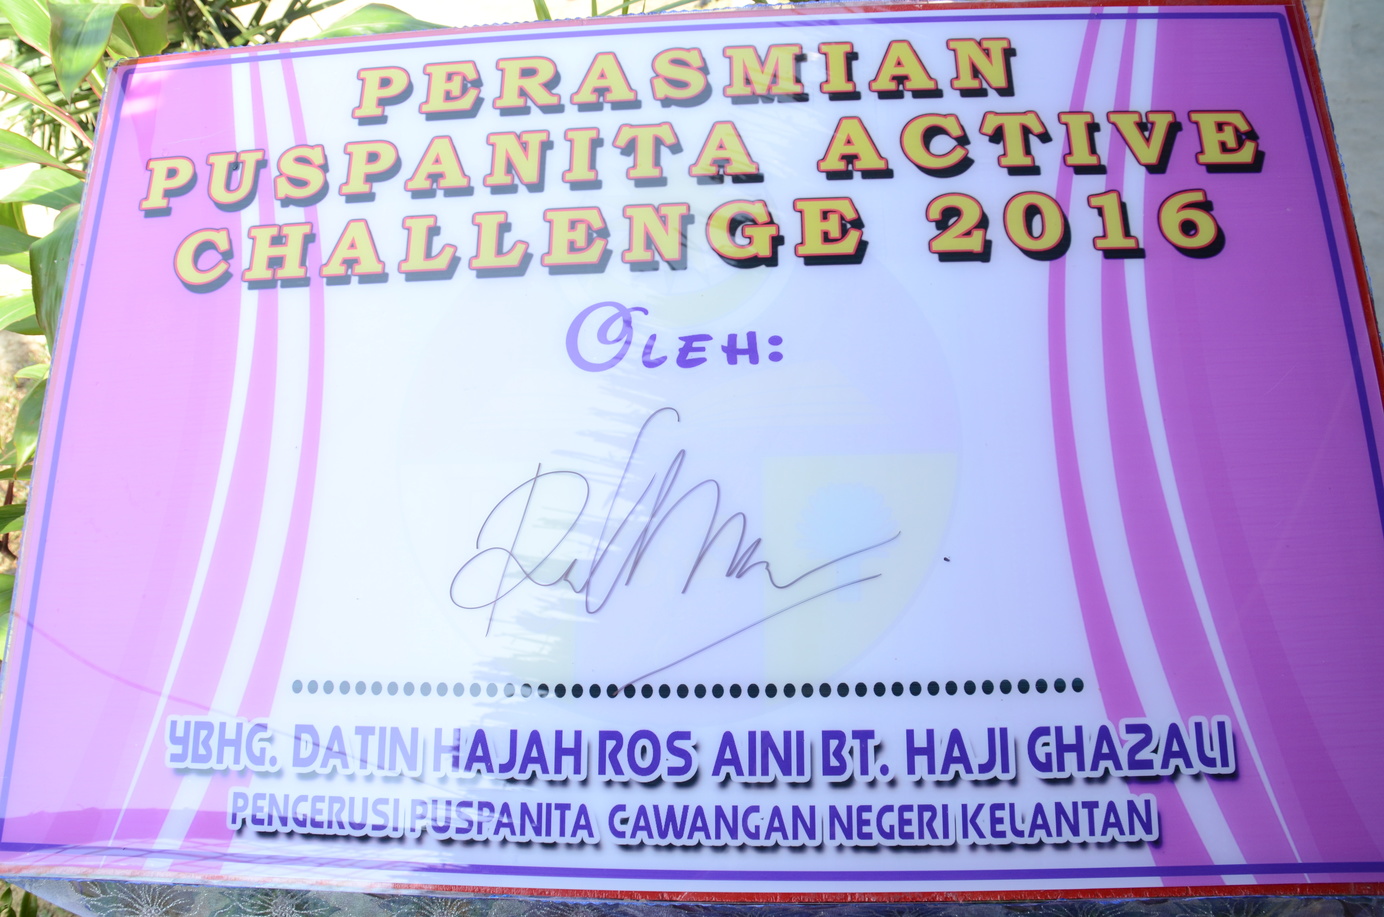 PERASMIAN
PUSPANITA ACTIVE
CHALLENGE 2016
OLEH:
YBHG. DATIN HAJAH ROS AINI BT. HAJI GHAZALI
PENGERUSI PUSPANITA CAWANGAN NEGERI KELANTAN